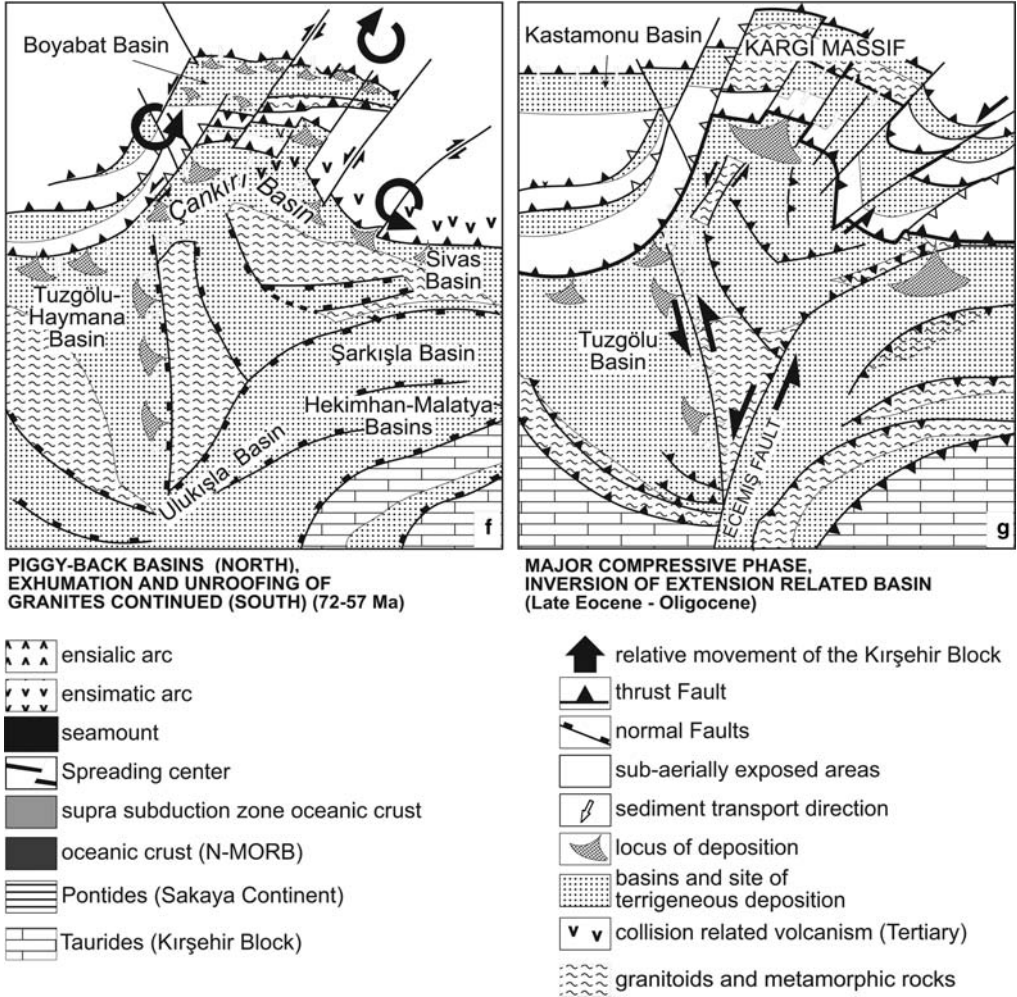 Boyabat Basin
Çankırı Basin
Sivas
Basin
Tuzgölu-
Haymana
Basin
Şarkışla Basin
Hekimhan-Malatya
Basins
Ulukışla Basin
f
Kastamonu Basin
KARGI MASSIF
Tuzgölu
Basin
ECEMIŞ FAULT
g
PIGGY-BACK BASINS (NORTH),
EXHUMATION AND UNROOFING OF
GRANITES CONTINUED (SOUTH) (72-57 Ma)
MAJOR COMPRESSIVE PHASE,
INVERSION OF EXTENSION RELATED BASIN
(Late Eocene - Oligocene)
ensialic arc
ensimatic arc
seamount
Spreading center
supra subduction zone oceanic crust
oceanic crust (N-MORB)
Pontides (Sakaya Continent)
Taurides (Kırşehir Block)
relative movement of the Kırşehir Block
thrust Fault
normal Faults
sub-aerially exposed areas
sediment transport direction
locus of deposition
basins and site of
terrigeneous deposition
collision related volcanism (Tertiary)
granitoids and metamorphic rocks